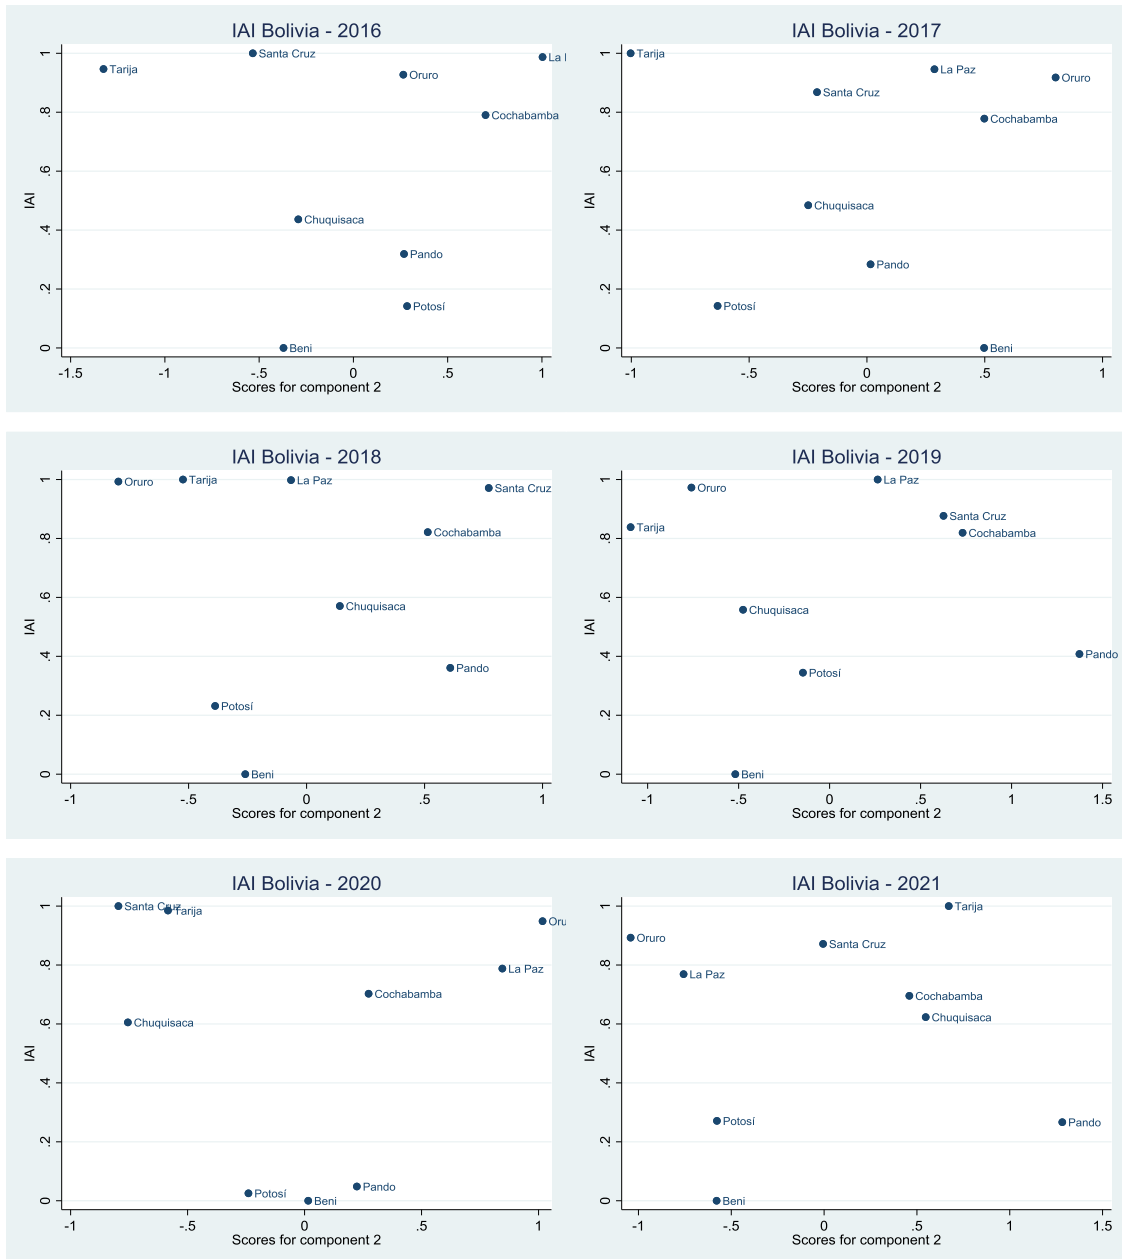 IAI Bolivia - 2016
1
.8
.6
.4
.2
0
IAI
Santa Cruz
La
Tarija
Oruro
Cochabamba
Chuquisaca
Pando
Potosí
Beni
-1.5 -1 -.5 0 .5 1
Scores for component 2
IAI Bolivia - 2017
1
.8
.6
.4
.2
0
IAI
Tarija
La Paz
Oruro
Santa Cruz
Cochabamba
Chuquisaca
Pando
Potosí
Beni
-1 -.5 0 .5 1
Scores for component 2
IAI Bolivia - 2018
1
.8
.6
.4
.2
0
IAI
Oruro
Tarija
La Paz
Santa Cruz
Cochabamba
Chuquisaca
Pando
Potosí
Beni
-1 -.5 0 .5 1
Scores for component 2
IAI Bolivia - 2019
1
.8
.6
.4
.2
0
IAI
La Paz
Oruro
Santa Cruz
Tarija
Cochabamba
Chuquisaca
Pando
Potosí
Beni
-1 -.5 0 .5 1 1.5
Scores for component 2
IAI Bolivia - 2020
1
.8
.6
.4
.2
0
IAI
Santa Cruz
Tarija
Oru
La Paz
Cochabamba
Chuquisaca
Pando
Potosí
Beni
-1 -.5 0 .5 1
Scores for component 2
IAI Bolivia - 2021
1
.8
.6
.4
.2
0
IAI
Tarija
Oruro
Santa Cruz
La Paz
Cochabamba
Chuquisaca
Potosí
Pando
Beni
-1 -.5 0 .5 1 1.5
Scores for component 2